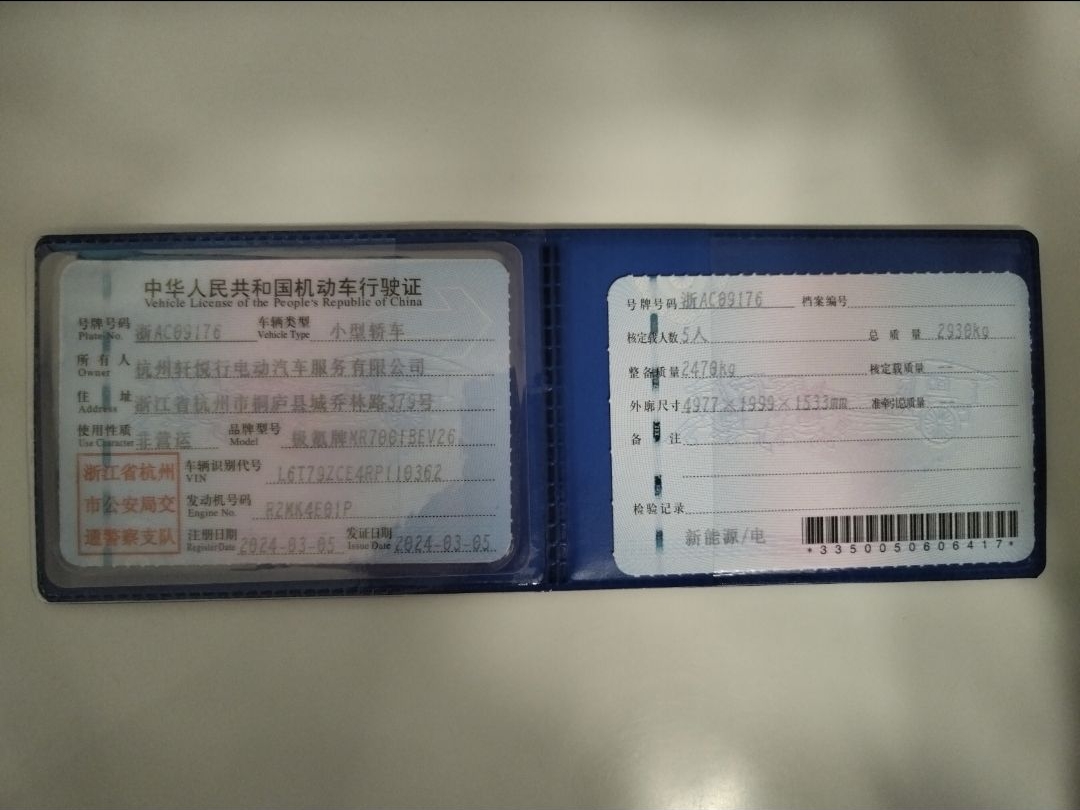 中华人民共和国机动车行驶证
Vehicle License of the People's Republic of China
号牌号码 浙AC09176 车辆类型 小型轿车
Plate No. Vehicle Type
所有人 杭州轩悦行电动汽车服务有限公司
Owner
住址 浙江省杭州市桐庐县城乔林路379号
Address
使用性质 非营运 品牌型号 极氪牌MR7001BEV26
Use Character Model
浙江省杭州
市公安局交
通警察支队
车辆识别代号 L6T79ZCE4RP110362
VIN
发动机号码 R2MK4E01P
Engine No.
注册日期 2024-03-05 发证日期 2024-03-05
Register Date Issue Date
号牌号码 浙AC09176 档案编号
核定载人数 5人 总质量 2930kg
整备质量 2470kg 核定载质量 --
外廓尺寸 4977×1999×1533mm 准牵引总质量 --
备注
检验记录
新能源/电
*3350050606417*